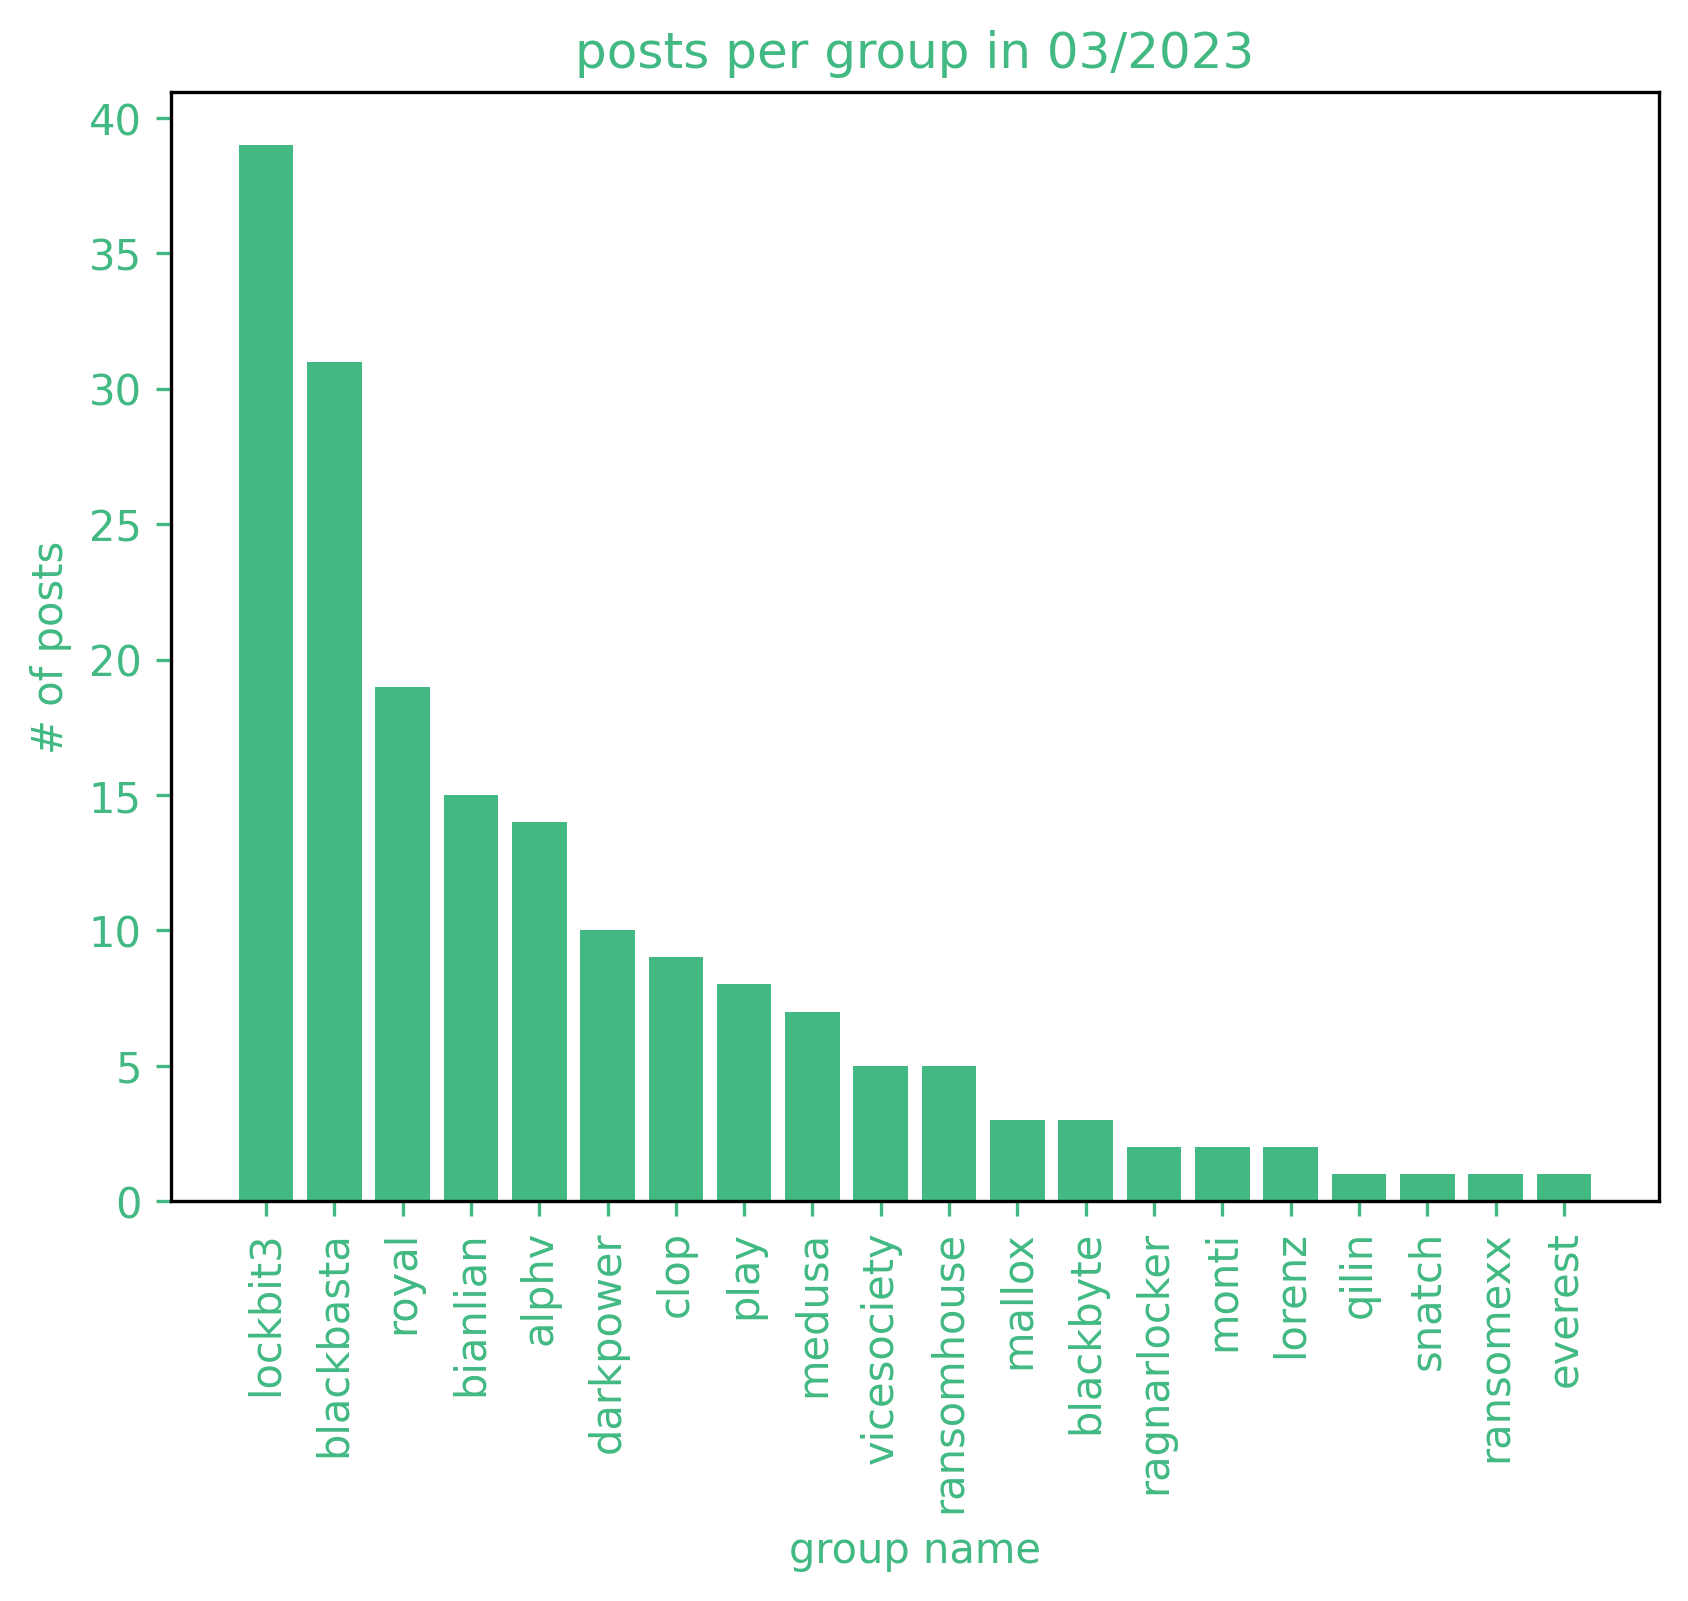 posts per group in 03/2023
40
35
30
25
20
15
10
5
0
# of posts
lockbit3
blackbasta
royal
bianlian
alphv
darkpower
clop
play
medusa
vicesociety
ransomhouse
mallox
blackbyte
ragnarlocker
monti
lorenz
qilin
snatch
ransomexx
everest
group name